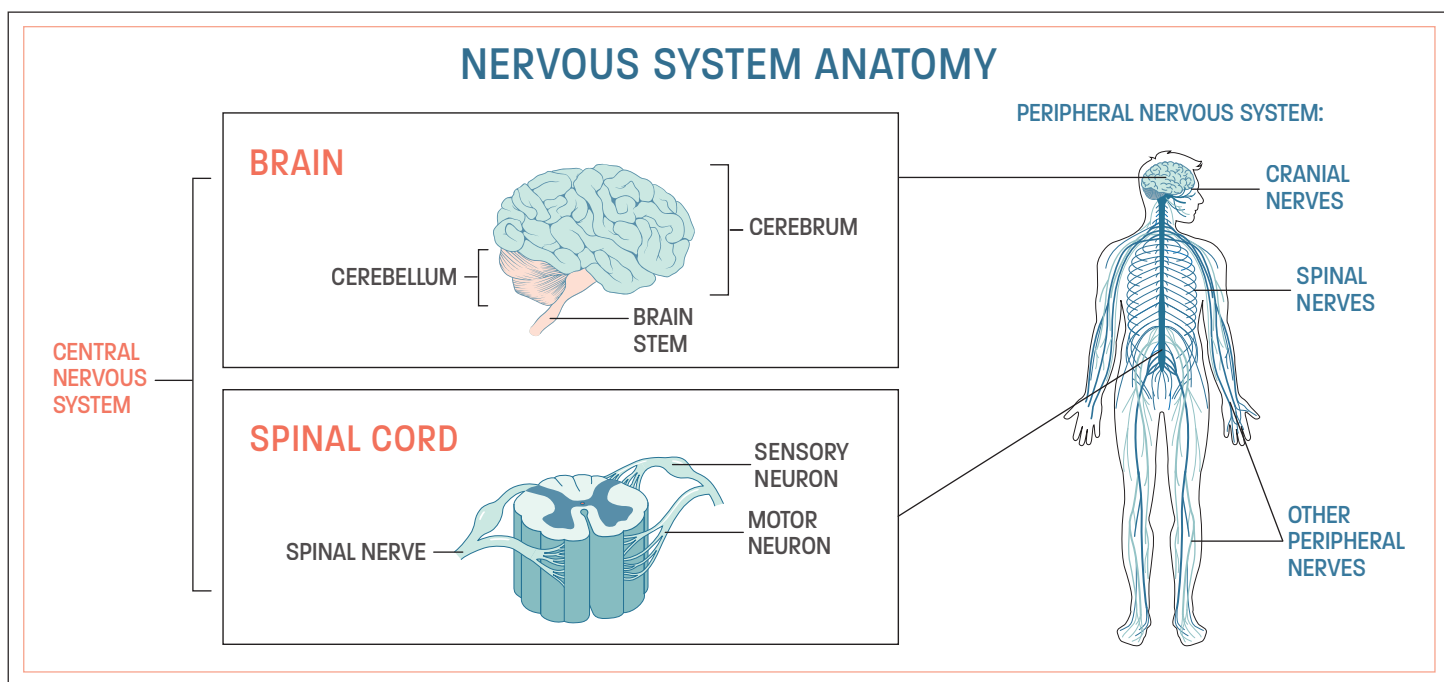 NERVOUS SYSTEM ANATOMY
CENTRAL
NERVOUS
SYSTEM
BRAIN
CEREBRUM
CEREBELLUM
BRAIN
STEM
SPINAL CORD
SENSORY
NEURON
MOTOR
NEURON
SPINAL NERVE
PERIPHERAL NERVOUS SYSTEM:
CRANIAL
NERVES
SPINAL
NERVES
OTHER
PERIPHERAL
NERVES